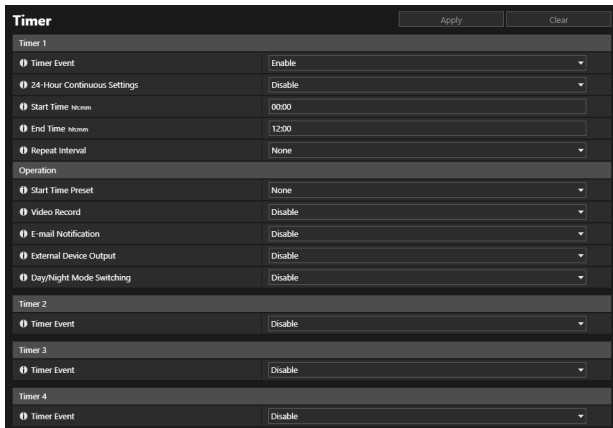 Timer Apply Clear
Timer 1
Timer Event Enable
24-Hour Continuous Settings Disable
Start Time hh:mm 00:00
End Time hh:mm 12:00
Repeat Interval None
Operation
Start Time Preset None
Video Record Disable
E-mail Notification Disable
External Device Output Disable
Day/Night Mode Switching Disable
Timer 2
Timer Event Disable
Timer 3
Timer Event Disable
Timer 4
Timer Event Disable